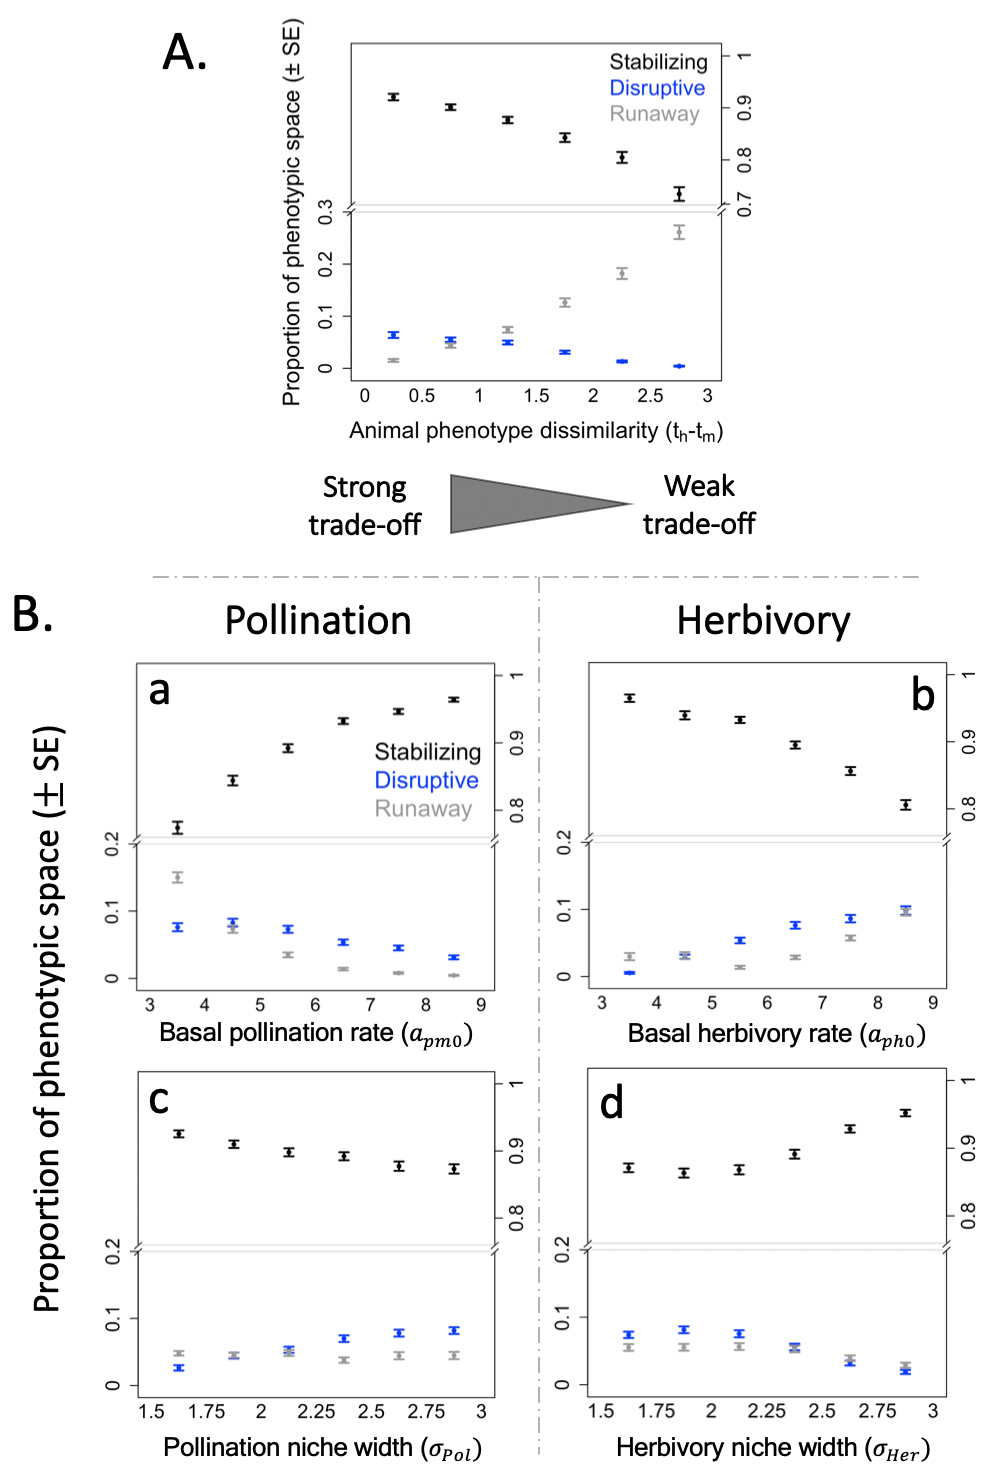 A.
Proportion of phenotypic space (± SE)
Stabilizing
Disruptive
Runaway
1
0.9
0.8
0.7
0.3
0.2
0.1
0
0 0.5 1 1.5 2 2.5 3
Animal phenotype dissimilarity (th-tm)
Strong
trade-off
Weak
trade-off
B.
Pollination
Herbivory
Proportion of phenotypic space (± SE)
a
Stabilizing
Disruptive
Runaway
1
0.9
0.8
0.2
0.1
0
3 4 5 6 7 8 9
Basal pollination rate (apm0)
b
1
0.9
0.8
0.2
0.1
0
3 4 5 6 7 8 9
Basal herbivory rate (aph0)
c
1
0.9
0.8
0.2
0.1
0
1.5 1.75 2 2.25 2.5 2.75 3
Pollination niche width (σPol)
d
1
0.9
0.8
0.2
0.1
0
1.5 1.75 2 2.25 2.5 2.75 3
Herbivory niche width (σHer)